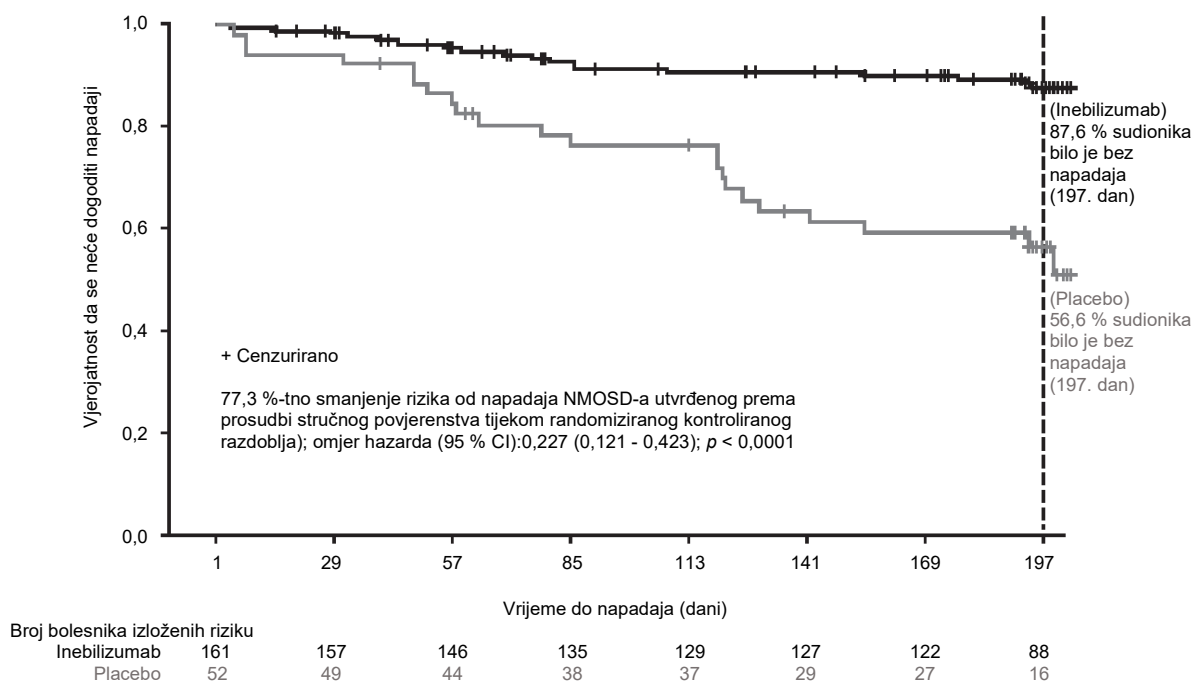 Vjerojatnost da se neće dogoditi napadaji
1,0
0,8
0,6
0,4
0,2
0,0
(Inebilizumab)
87,6 % sudionika
bilo je bez
napadaja
(197. dan)
(Placebo)
56,6 % sudionika
bilo je bez
napadaja
(197. dan)
+ Cenzurirano
77,3 %-tno smanjenje rizika od napadaja NMOSD-a utvrđenog prema
prosudbi stručnog povjerenstva tijekom randomiziranog kontroliranog
razdoblja); omjer hazarda (95 % CI):0,227 (0,121 - 0,423); p < 0,0001
1 29 57 85 113 141 169 197
Vrijeme do napadaja (dani)
Broj bolesnika izloženih riziku
Inebilizumab 161 157 146 135 129 127 122 88
Placebo 52 49 44 38 37 29 27 16